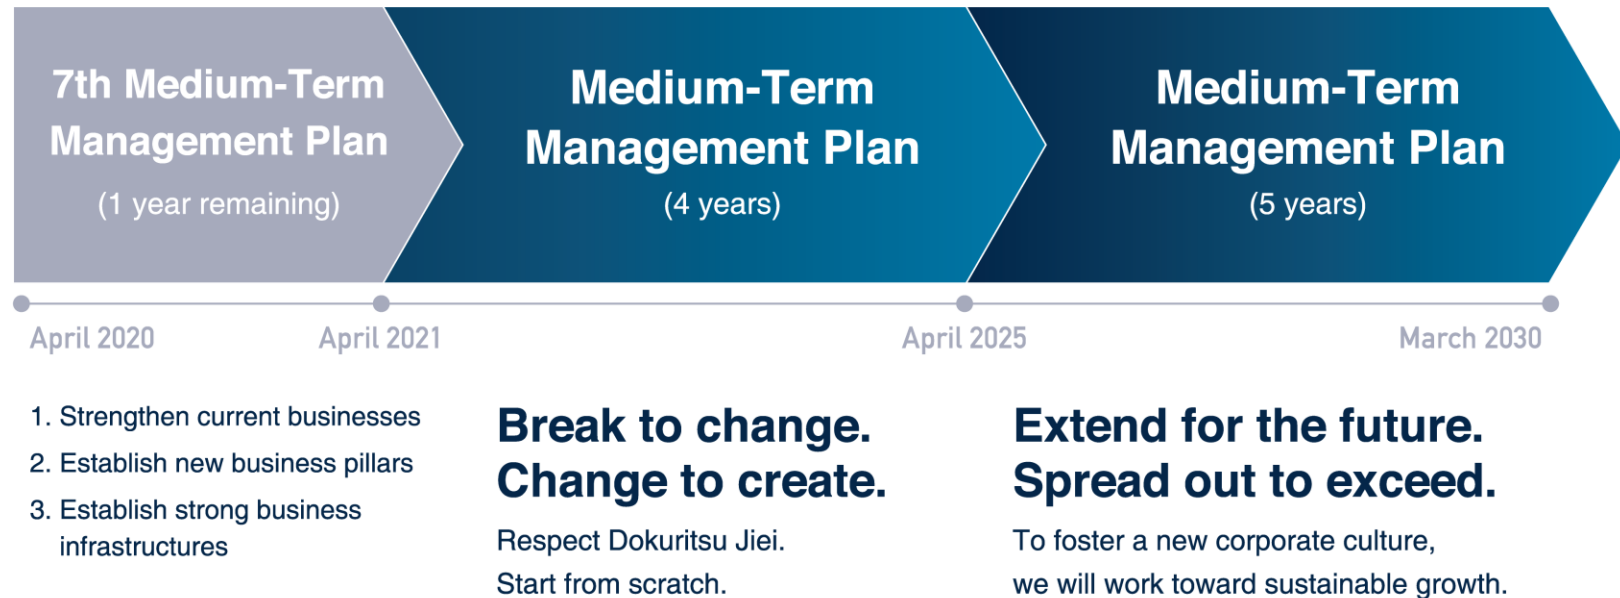 7th Medium-Term
Management Plan
(1 year remaining)
Medium-Term
Management Plan
(4 years)
Medium-Term
Management Plan
(5 years)
April 2020
April 2021
April 2025
March 2030
1. Strengthen current businesses
2. Establish new business pillars
3. Establish strong business
infrastructures
Break to change.
Change to create.
Respect Dokuritsu Jiei.
Start from scratch.
Extend for the future.
Spread out to exceed.
To foster a new corporate culture,
we will work toward sustainable growth.